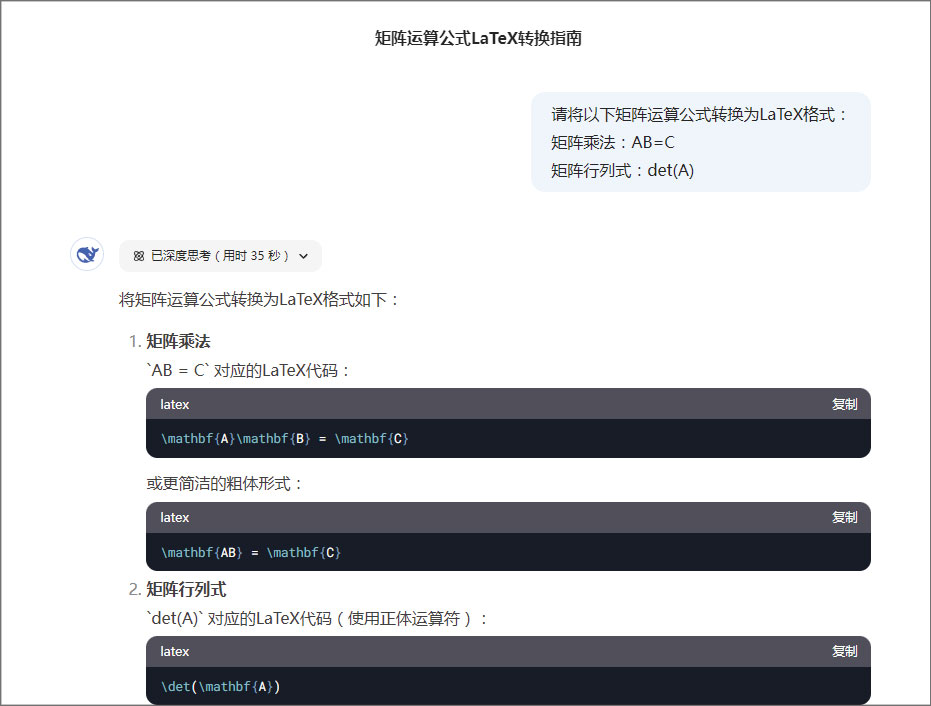 矩阵运算公式LaTeX转换指南
请将以下矩阵运算公式转换为LaTeX格式：
矩阵乘法：AB=C
矩阵行列式：det(A)
已深度思考（用时 35 秒）
将矩阵运算公式转换为LaTeX格式如下：
1. 矩阵乘法
`AB = C` 对应的LaTeX代码：
latex 复制
\mathbf{A}\mathbf{B} = \mathbf{C}
或更简洁的粗体形式：
latex 复制
\mathbf{AB} = \mathbf{C}
2. 矩阵行列式
`det(A)` 对应的LaTeX代码（使用正体运算符）：
latex 复制
\det(\mathbf{A})